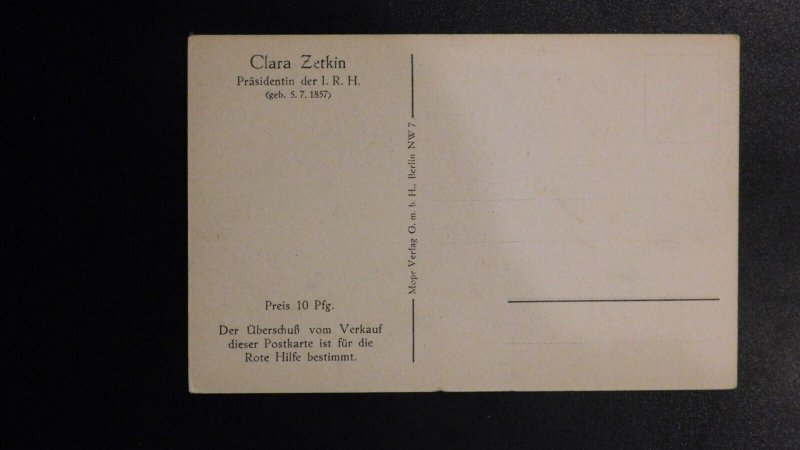 Clara Zetkin
Präsidentin der I. R. H.
(geb. 5. 7. 1857)
Preis 10 Pfg.
Der Überschuß vom Verkauf
dieser Postkarte ist für die
Rote Hilfe bestimmt.
Mopr Verlag G. m. b. H., Berlin NW 7